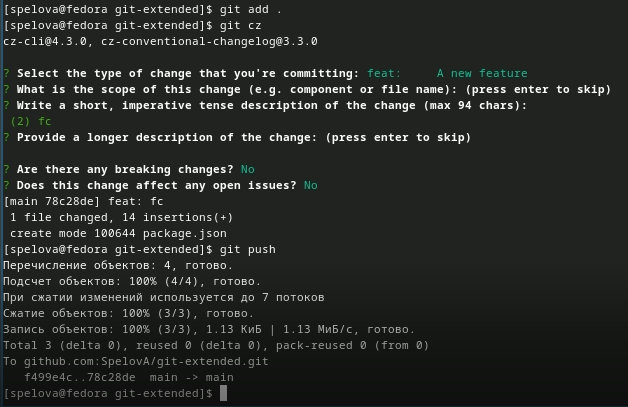 [spelova@fedora git-extended]$ git add .
[spelova@fedora git-extended]$ git cz
cz-cli@4.3.0, cz-conventional-changelog@3.3.0
? Select the type of change that you're committing: feat:     A new feature
? What is the scope of this change (e.g. component or file name): (press enter to skip)
? Write a short, imperative tense description of the change (max 94 chars):
 (2) fc
? Provide a longer description of the change: (press enter to skip)
? Are there any breaking changes? No
? Does this change affect any open issues? No
[main 78c28de] feat: fc
 1 file changed, 14 insertions(+)
 create mode 100644 package.json
[spelova@fedora git-extended]$ git push
Перечисление объектов: 4, готово.
Подсчет объектов: 100% (4/4), готово.
При сжатии изменений используется до 7 потоков
Сжатие объектов: 100% (3/3), готово.
Запись объектов: 100% (3/3), 1.13 КиБ | 1.13 МиБ/с, готово.
Total 3 (delta 0), reused 0 (delta 0), pack-reused 0 (from 0)
To github.com:SpelovA/git-extended.git
   f499e4c..78c28de  main -> main
[spelova@fedora git-extended]$